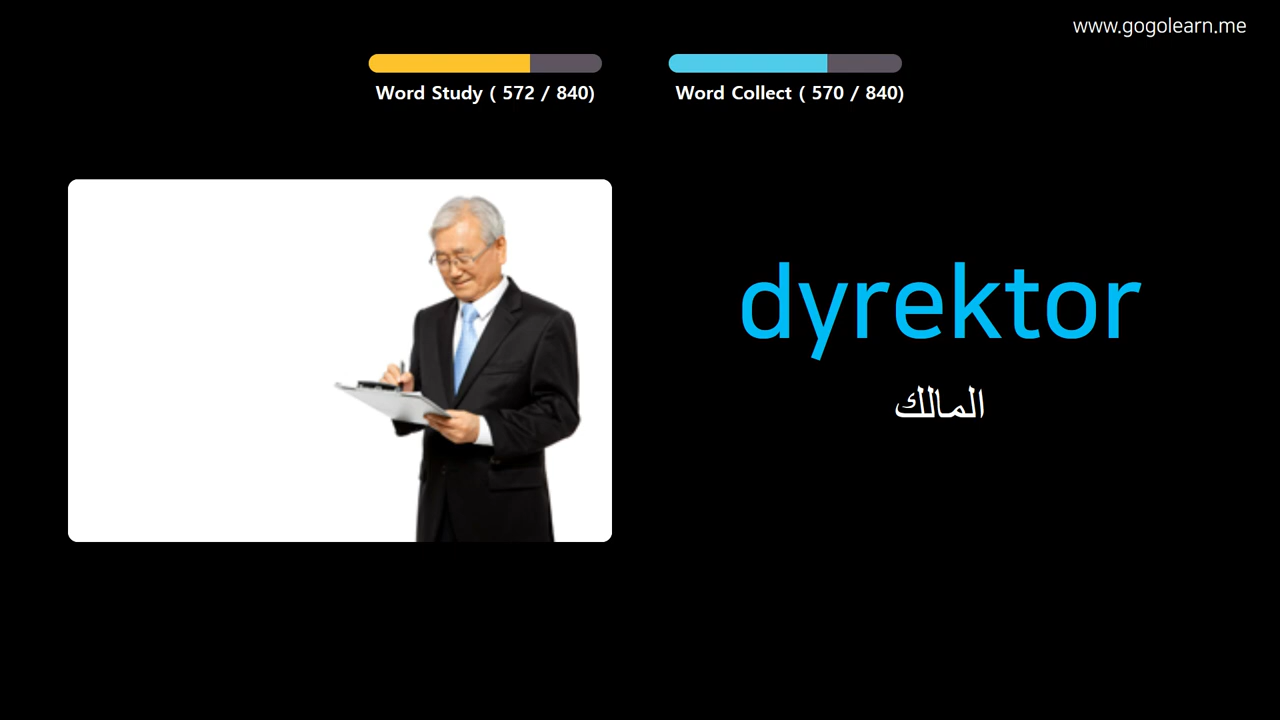 www.gogolearn.me
Word Study ( 572 / 840)
Word Collect ( 570 / 840)
dyrektor
المالك